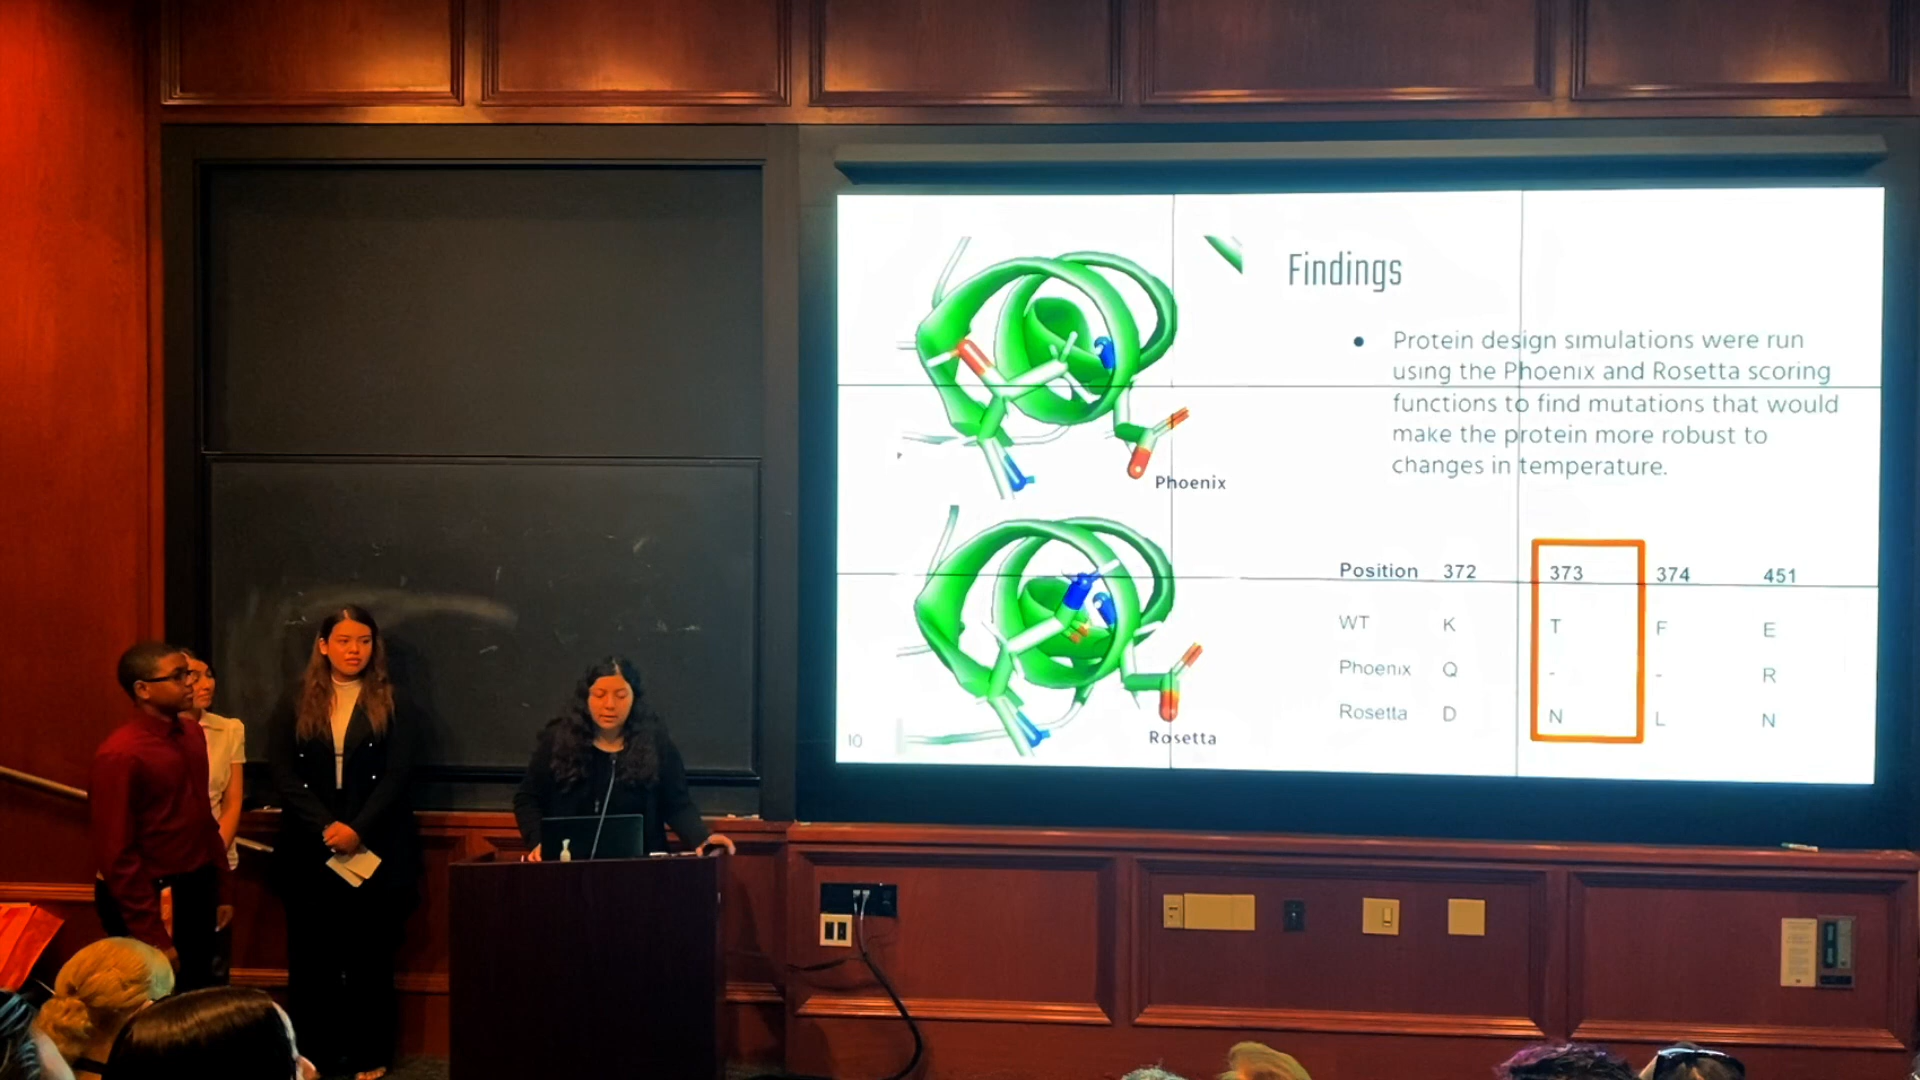 Findings
● Protein design simulations were run
using the Phoenix and Rosetta scoring
functions to find mutations that would
make the protein more robust to
changes in temperature.
Phoenix
Rosetta
Position 372 373 374 451
WT K T F E
Phoenix Q - - R
Rosetta D N L N
10